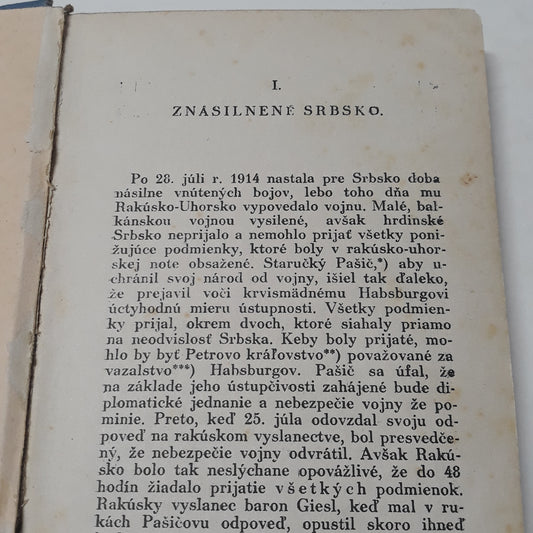 I.
ZNÁSILNENÉ SRBSKO.
Po 28. júli r. 1914 nastala pre Srbsko doba
násilne vnútených bojov, lebo toho dňa mu
Rakúsko-Uhorsko vypovedalo vojnu. Malé, bal-
kánskou vojnou vysilené, avšak hrdinské
Srbsko neprijalo a nemohlo prijať všetky poni-
žujúce podmienky, ktoré boly v rakúsko-uhor-
skej note obsažené. Staručký Pašič,*) aby u-
chránil svoj národ od vojny, išiel tak ďaleko,
že prejavil voči krvismädnému Habsburgovi
úctyhodnú mieru ústupnosti. Všetky podmien-
ky prijal, okrem dvoch, ktoré siahaly priamo
na neodvislosť Srbska. Keby boly prijaté, mo-
hlo by byť Petrovo kráľovstvo**) považované za
vazalstvo***) Habsburgov. Pašič sa úfal, že
na základe jeho ústupčivosti zahájené bude di-
plomatické jednanie a nebezpečie vojny že po-
minie. Preto, keď 25. júla odovzdal svoju od-
poveď na rakúskom vyslanectve, bol presvedče-
ný, že nebezpečie vojny odvrátil. Avšak Rakú-
sko bolo tak neslýchane opovážlivé, že do 48
hodín žiadalo prijatie všetkých podmienok.
Rakúsky vyslanec baron Giesl, keď mal v ru-
kách Pašičovu odpoveď, opustil skoro ihneď